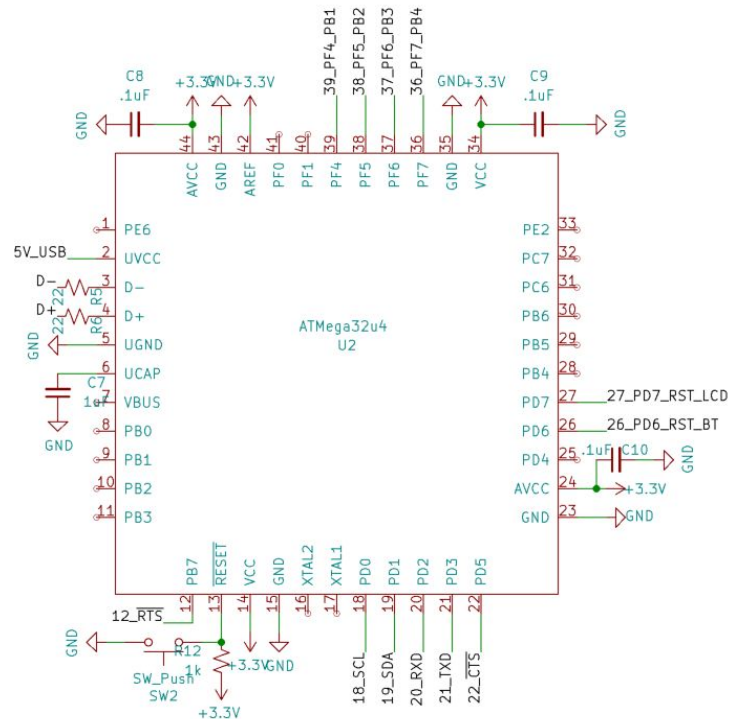 39_PF4_PB1
38_PF5_PB2
37_PF6_PB3
36_PF7_PB4
C8
.1uF
GND
+3.3V
GND
+3.3V
GND
+3.3V
C9
.1uF
GND
44
43
42
41
40
39
38
37
36
35
34
AVCC
GND
AREF
PF0
PF1
PF4
PF5
PF6
PF7
GND
VCC
1 PE6
5V_USB 2 UVCC
D- 22 R5 3 D-
D+ 22 R6 4 D+
GND 5 UGND
6 UCAP
C7
1uF
GND
7 VBUS
8 PB0
9 PB1
10 PB2
11 PB3
ATMega32u4
U2
PE2 33
PC7 32
PC6 31
PB6 30
PB5 29
PB4 28
PD7 27 27_PD7_RST_LCD
PD6 26 26_PD6_RST_BT
PD4 25 .1uF C10 GND
AVCC 24 +3.3V
GND 23 GND
PB7
RESET
VCC
GND
XTAL2
XTAL1
PD0
PD1
PD2
PD3
PD5
12
13
14
15
16
17
18
19
20
21
22
12_RTS
GND
SW_Push
SW2
R12
1k
+3.3V
+3.3V
GND
18_SCL
19_SDA
20_RXD
21_TXD
22_CTS